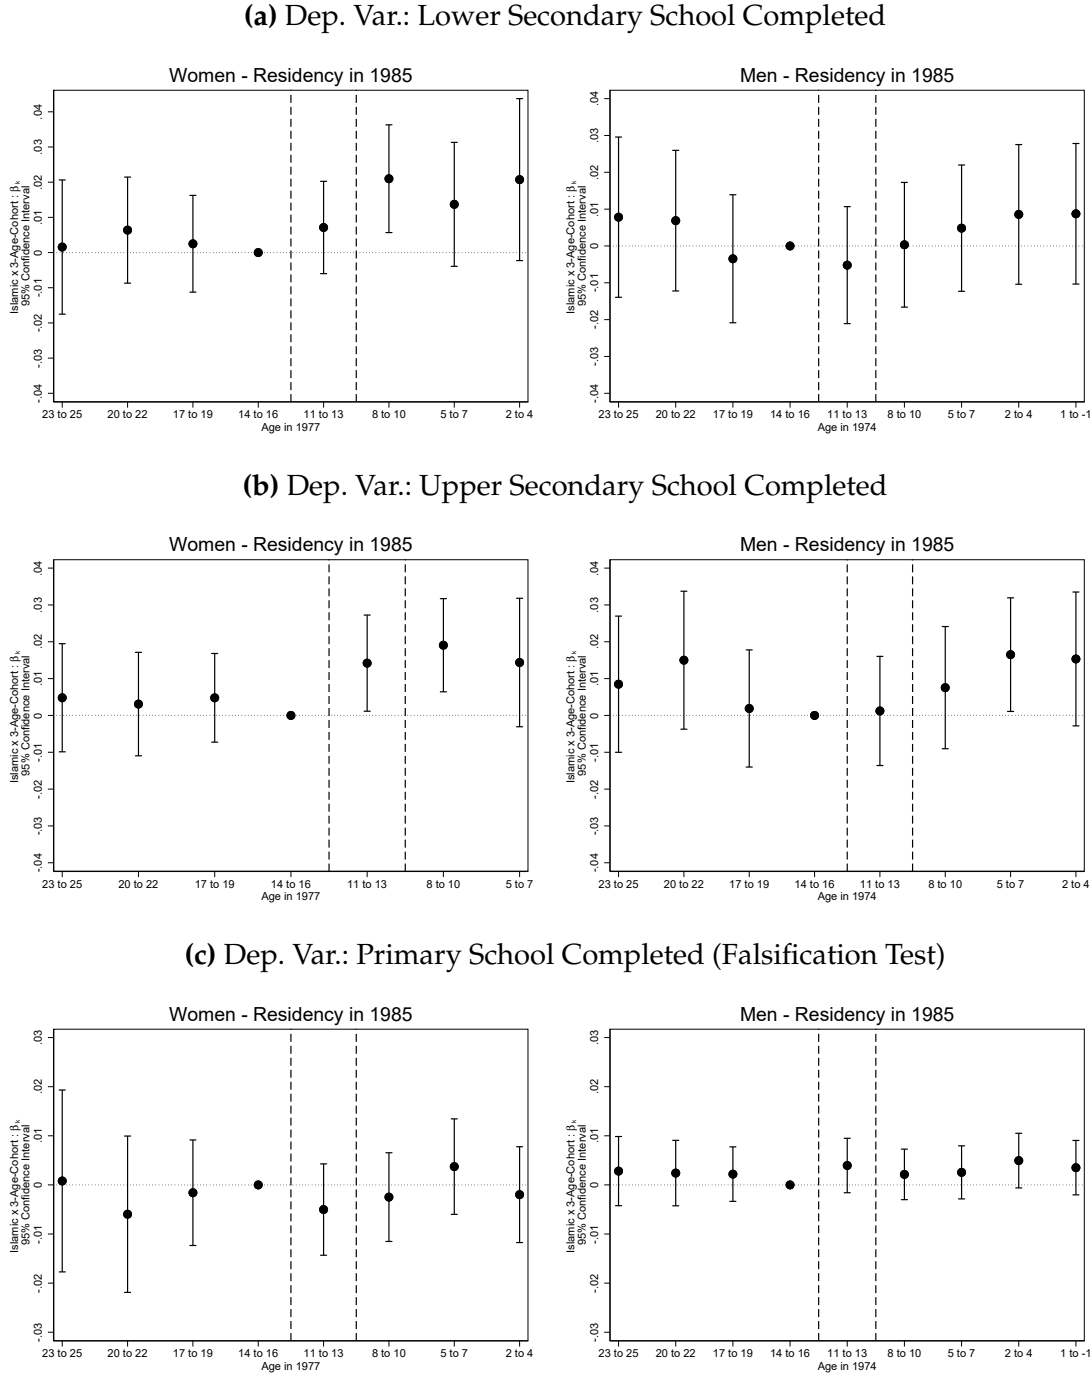 (a) Dep. Var.: Lower Secondary School Completed
Women - Residency in 1985
Islamic x 3-Age-Cohort : βk
95% Confidence Interval
.04
.03
.02
.01
0
-.01
-.02
-.03
-.04
23 to 25 20 to 22 17 to 19 14 to 16 11 to 13 8 to 10 5 to 7 2 to 4
Age in 1977
Men - Residency in 1985
Islamic x 3-Age-Cohort : βk
95% Confidence Interval
.04
.03
.02
.01
0
-.01
-.02
-.03
-.04
23 to 25 20 to 22 17 to 19 14 to 16 11 to 13 8 to 10 5 to 7 2 to 4 1 to -1
Age in 1974
(b) Dep. Var.: Upper Secondary School Completed
Women - Residency in 1985
Islamic x 3-Age-Cohort : βk
95% Confidence Interval
.04
.03
.02
.01
0
-.01
-.02
-.03
-.04
23 to 25 20 to 22 17 to 19 14 to 16 11 to 13 8 to 10 5 to 7
Age in 1977
Men - Residency in 1985
Islamic x 3-Age-Cohort : βk
95% Confidence Interval
.04
.03
.02
.01
0
-.01
-.02
-.03
-.04
23 to 25 20 to 22 17 to 19 14 to 16 11 to 13 8 to 10 5 to 7 2 to 4
Age in 1974
(c) Dep. Var.: Primary School Completed (Falsification Test)
Women - Residency in 1985
Islamic x 3-Age-Cohort : βk
95% Confidence Interval
.03
.02
.01
0
-.01
-.02
-.03
23 to 25 20 to 22 17 to 19 14 to 16 11 to 13 8 to 10 5 to 7 2 to 4
Age in 1977
Men - Residency in 1985
Islamic x 3-Age-Cohort : βk
95% Confidence Interval
.03
.02
.01
0
-.01
-.02
-.03
23 to 25 20 to 22 17 to 19 14 to 16 11 to 13 8 to 10 5 to 7 2 to 4 1 to -1
Age in 1974